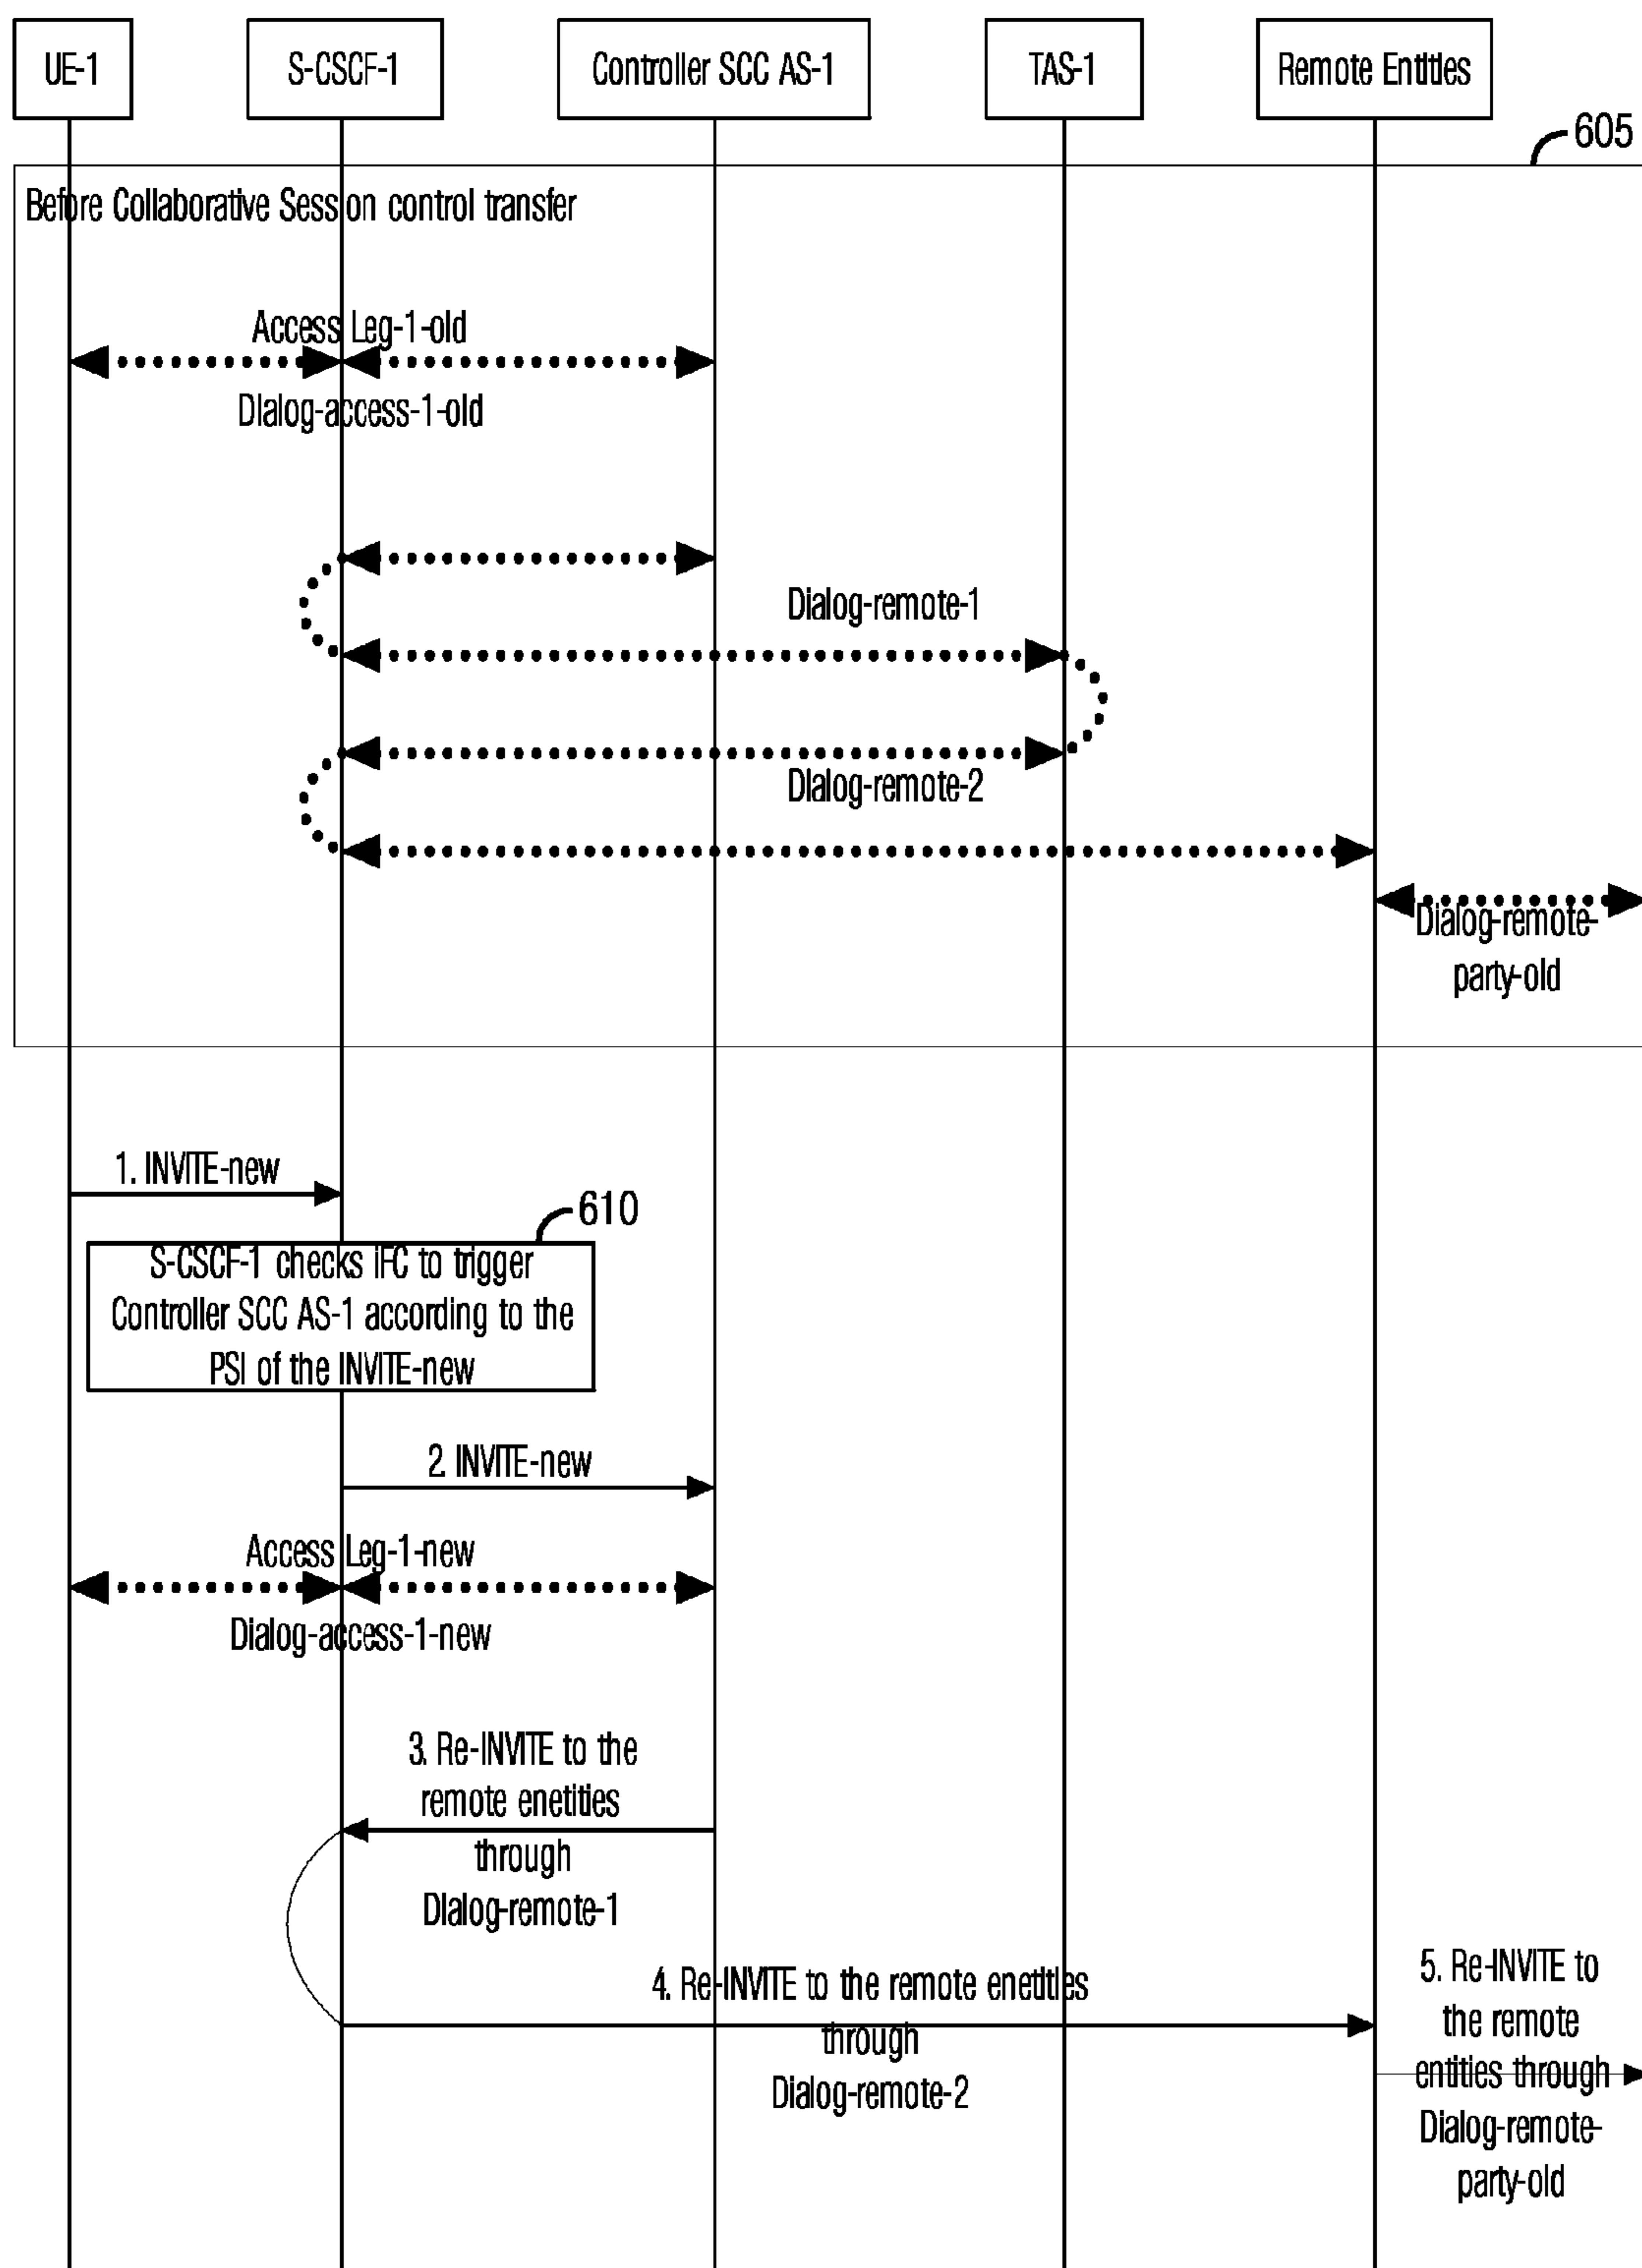 UE-1
S-CSCF-1
Controller SCC AS-1
TAS-1
Remote Entities
605
Before Collaborative Session control transfer
Access Leg-1-old
Dialog-access-1-old
Dialog-remote-1
Dialog-remote-2
Dialog-remote-
party-old
1. INVITE-new
610
S-CSCF-1 checks iFC to trigger
Controller SCC AS-1 according to the
PSI of the INVITE-new
2. INVITE-new
Access Leg-1-new
Dialog-access-1-new
3. Re-INVITE to the
remote enetities
through
Dialog-remote-1
4. Re-INVITE to the remote enetities
through
Dialog-remote-2
5. Re-INVITE to
the remote
entities through
Dialog-remote-
party-old